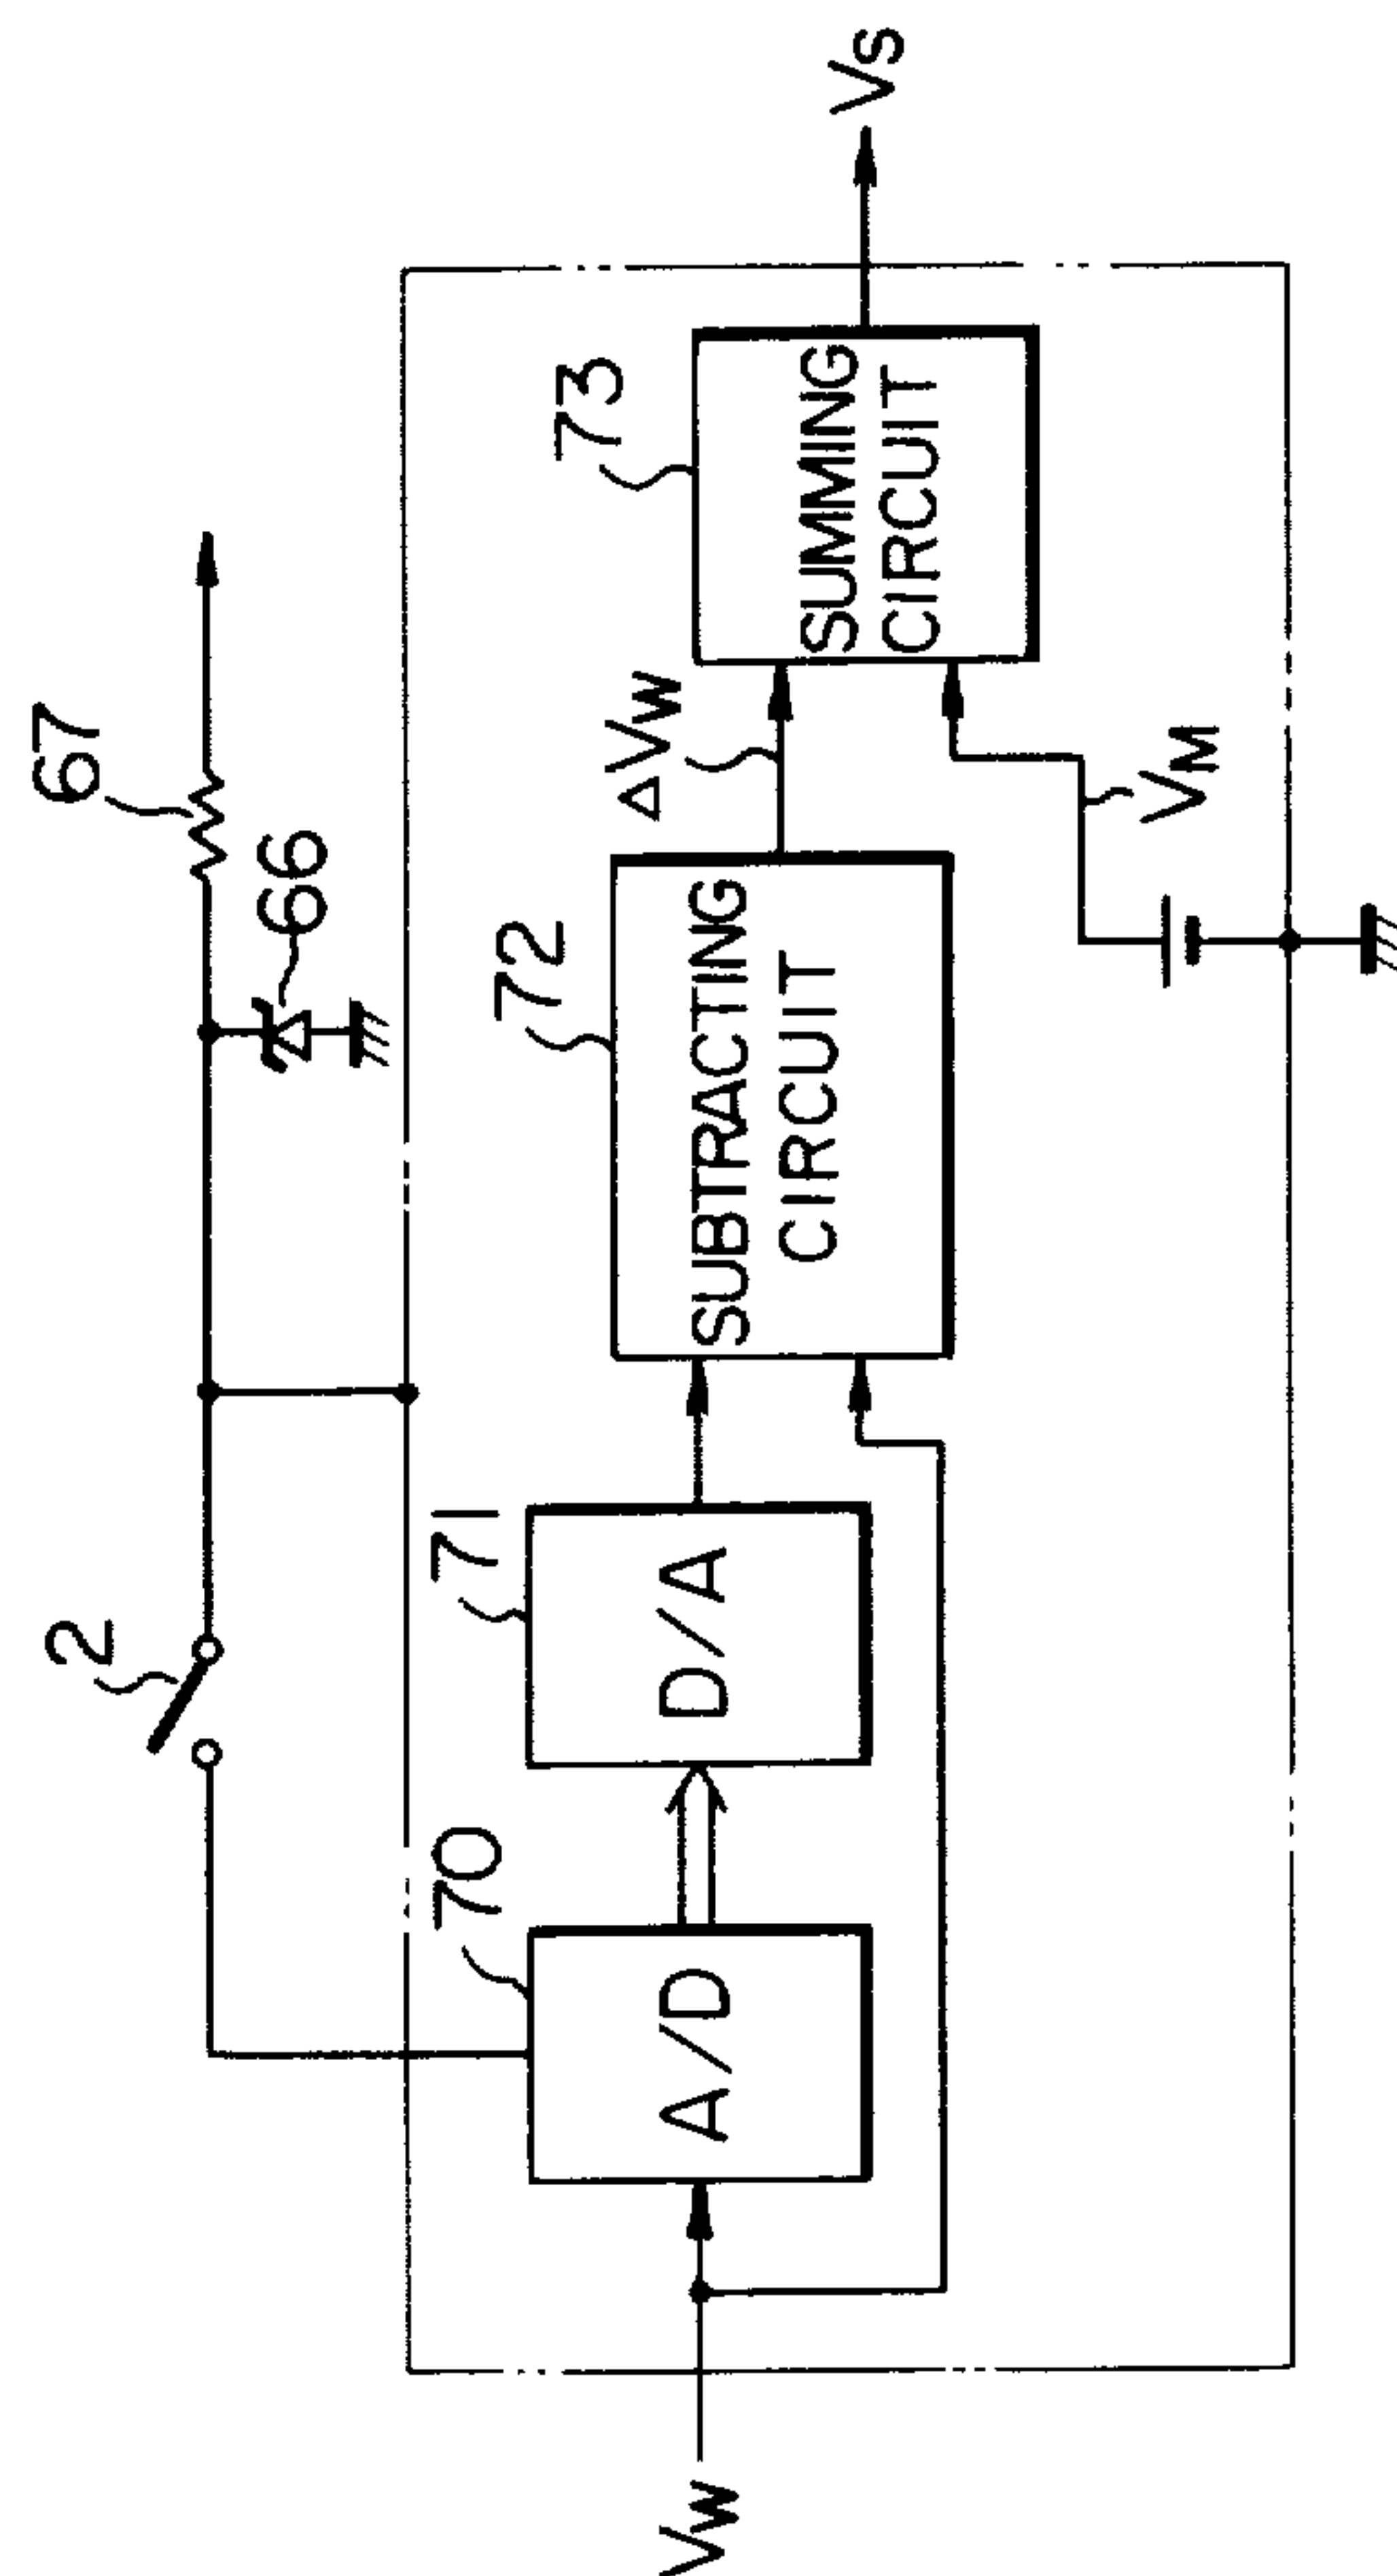 2
67
66
70
71
72
73
A/D
D/A
SUBTRACTING
CIRCUIT
SUMMING
CIRCUIT
ΔVW
VM
VW
VS